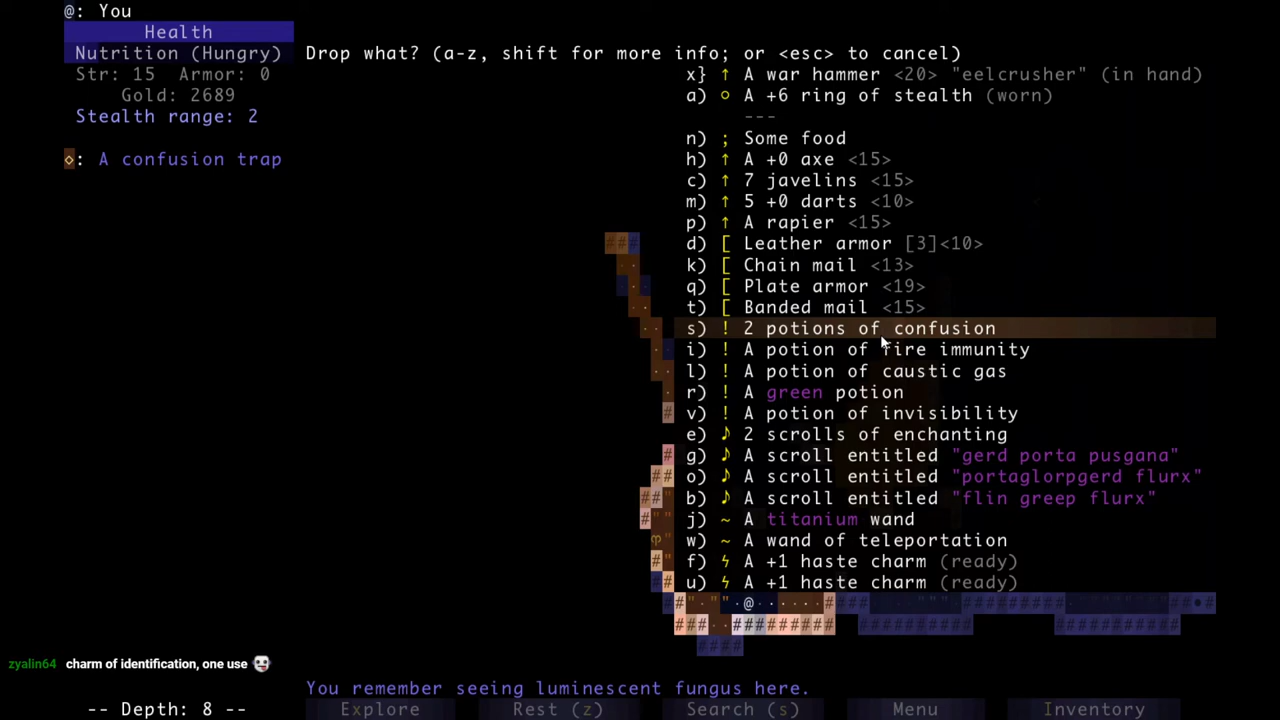 @: You
Health
Nutrition (Hungry)
Str: 15 Armor: 0
Gold: 2689
Stealth range: 2
◇: A confusion trap
Drop what? (a-z, shift for more info; or <esc> to cancel)
x} ↑ A war hammer <20> "eelcrusher" (in hand)
a) ○ A +6 ring of stealth (worn)
---
n) ; Some food
h) ↑ A +0 axe <15>
c) ↑ 7 javelins <15>
m) ↑ 5 +0 darts <10>
p) ↑ A rapier <15>
d) [ Leather armor [3]<10>
k) [ Chain mail <13>
q) [ Plate armor <19>
t) [ Banded mail <15>
s) ! 2 potions of confusion
i) ! A potion of fire immunity
l) ! A potion of caustic gas
r) ! A green potion
v) ! A potion of invisibility
e) ♪ 2 scrolls of enchanting
g) ♪ A scroll entitled "gerd porta pusgana"
o) ♪ A scroll entitled "portaglorpgerd flurx"
b) ♪ A scroll entitled "flin greep flurx"
j) ~ A titanium wand
w) ~ A wand of teleportation
f) ϟ A +1 haste charm (ready)
u) ϟ A +1 haste charm (ready)
zyalin64 charm of identification, one use
You remember seeing luminescent fungus here.
-- Depth: 8 -- Explore Rest (z) Search (s) Menu Inventory